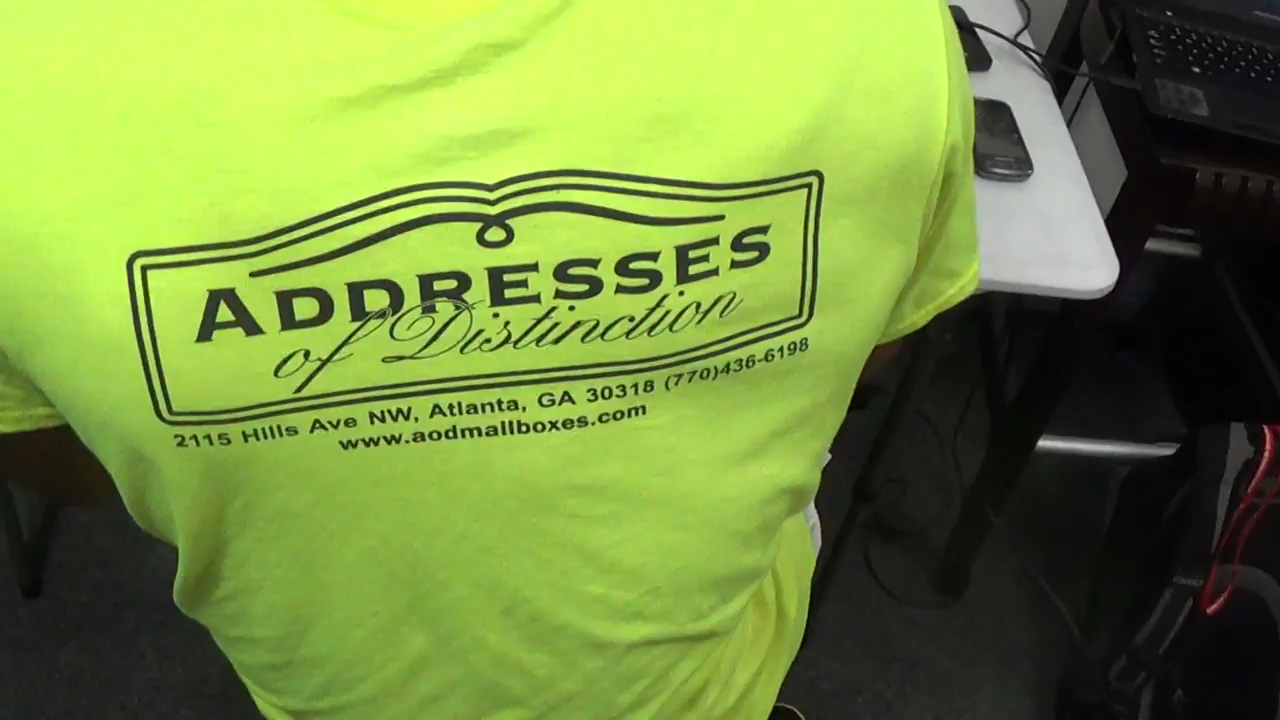 ADDRESSES
of Distinction
2115 Hills Ave NW, Atlanta, GA 30318 (770)436-6198
www.aodmailboxes.com